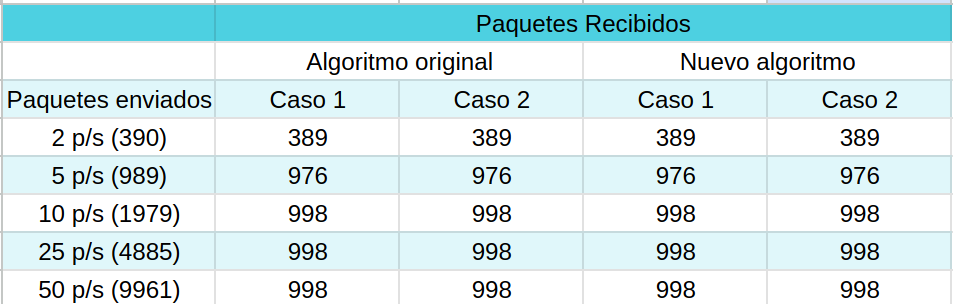 Paquetes Recibidos
Algoritmo original Nuevo algoritmo
Paquetes enviados Caso 1 Caso 2 Caso 1 Caso 2
2 p/s (390) 389 389 389 389
5 p/s (989) 976 976 976 976
10 p/s (1979) 998 998 998 998
25 p/s (4885) 998 998 998 998
50 p/s (9961) 998 998 998 998